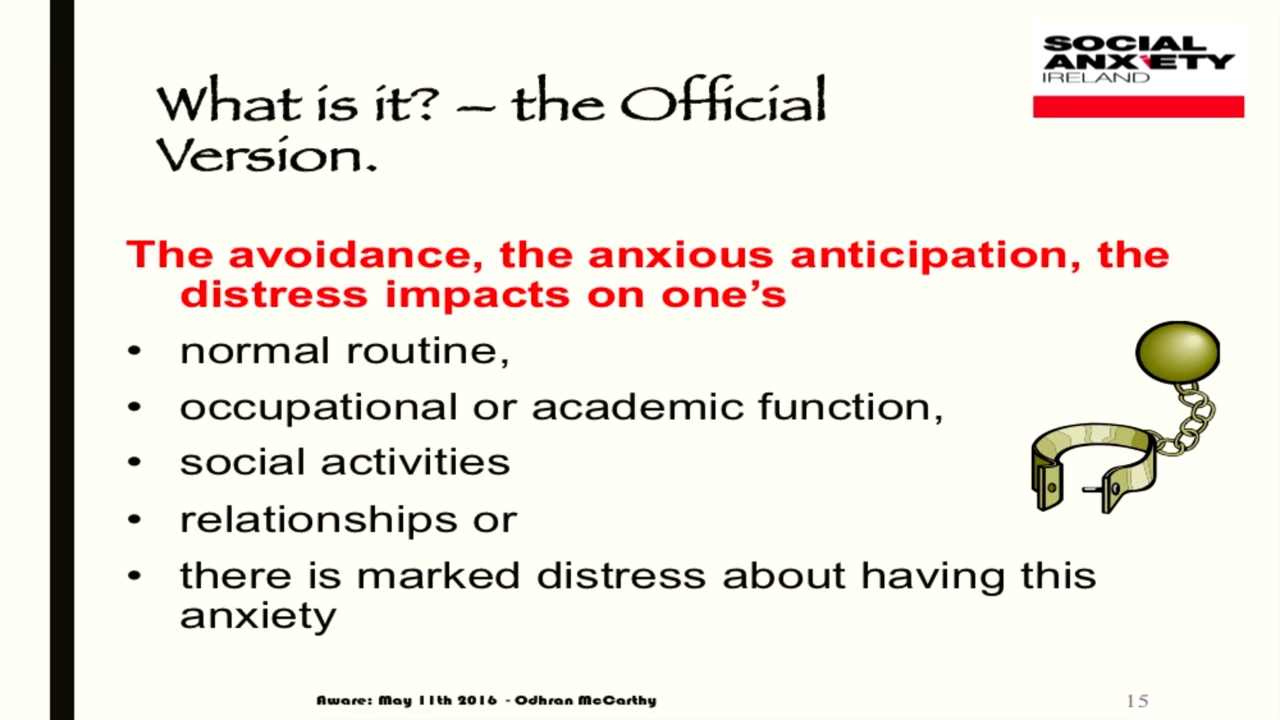 SOCIAL
ANXIETY
IRELAND
What is it? – the Official
Version.
The avoidance, the anxious anticipation, the
distress impacts on one’s
• normal routine,
• occupational or academic function,
• social activities
• relationships or
• there is marked distress about having this
anxiety
Aware: May 11th 2016 - Odhran McCarthy
15